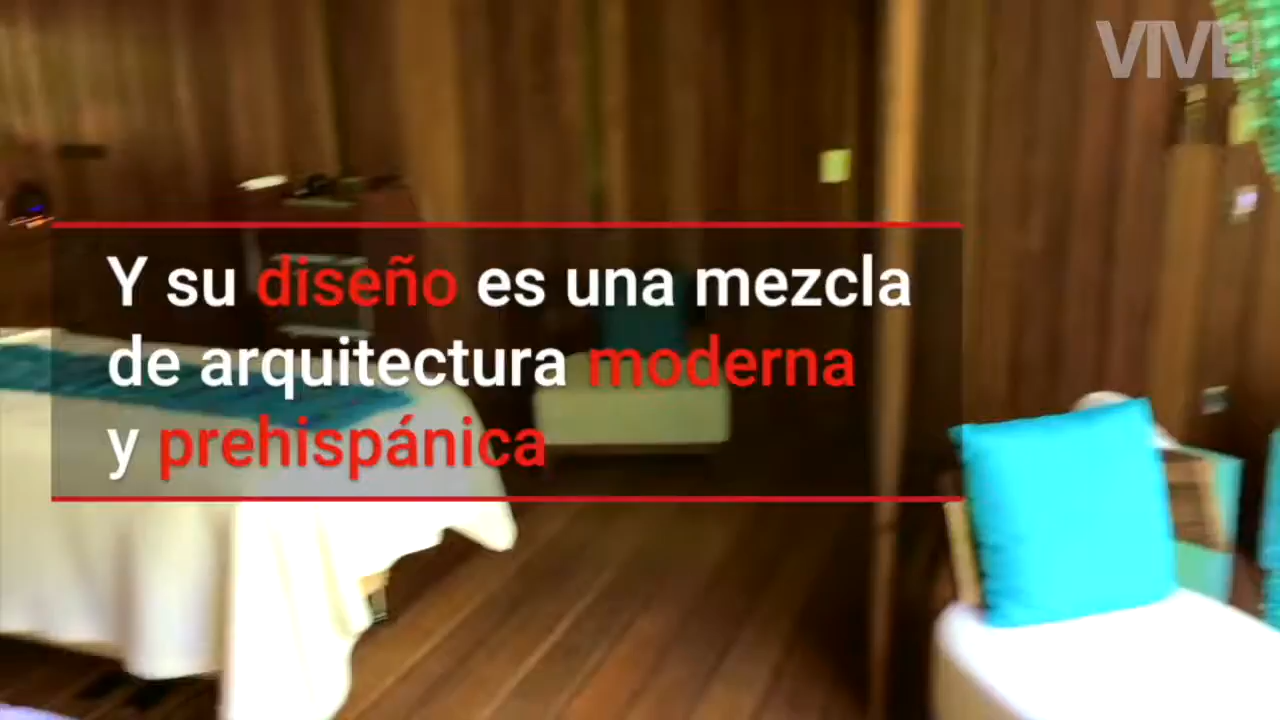 VIVE!
Y su diseño es una mezcla
de arquitectura moderna
y prehispánica